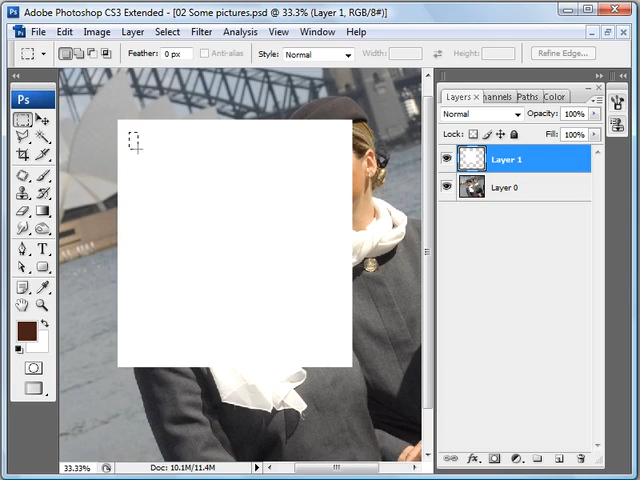 Adobe Photoshop CS3 Extended - [02 Some pictures.psd @ 33.3% (Layer 1, RGB/8#)]
File Edit Image Layer Select Filter Analysis View Window Help
Feather: 0 px Anti-alias Style: Normal Width: Height: Refine Edge...
Ps
Layers × hannels Paths Color
Normal Opacity: 100%
Lock: Fill: 100%
Layer 1
Layer 0
T
fx
33.33% Doc: 10.1M/11.4M